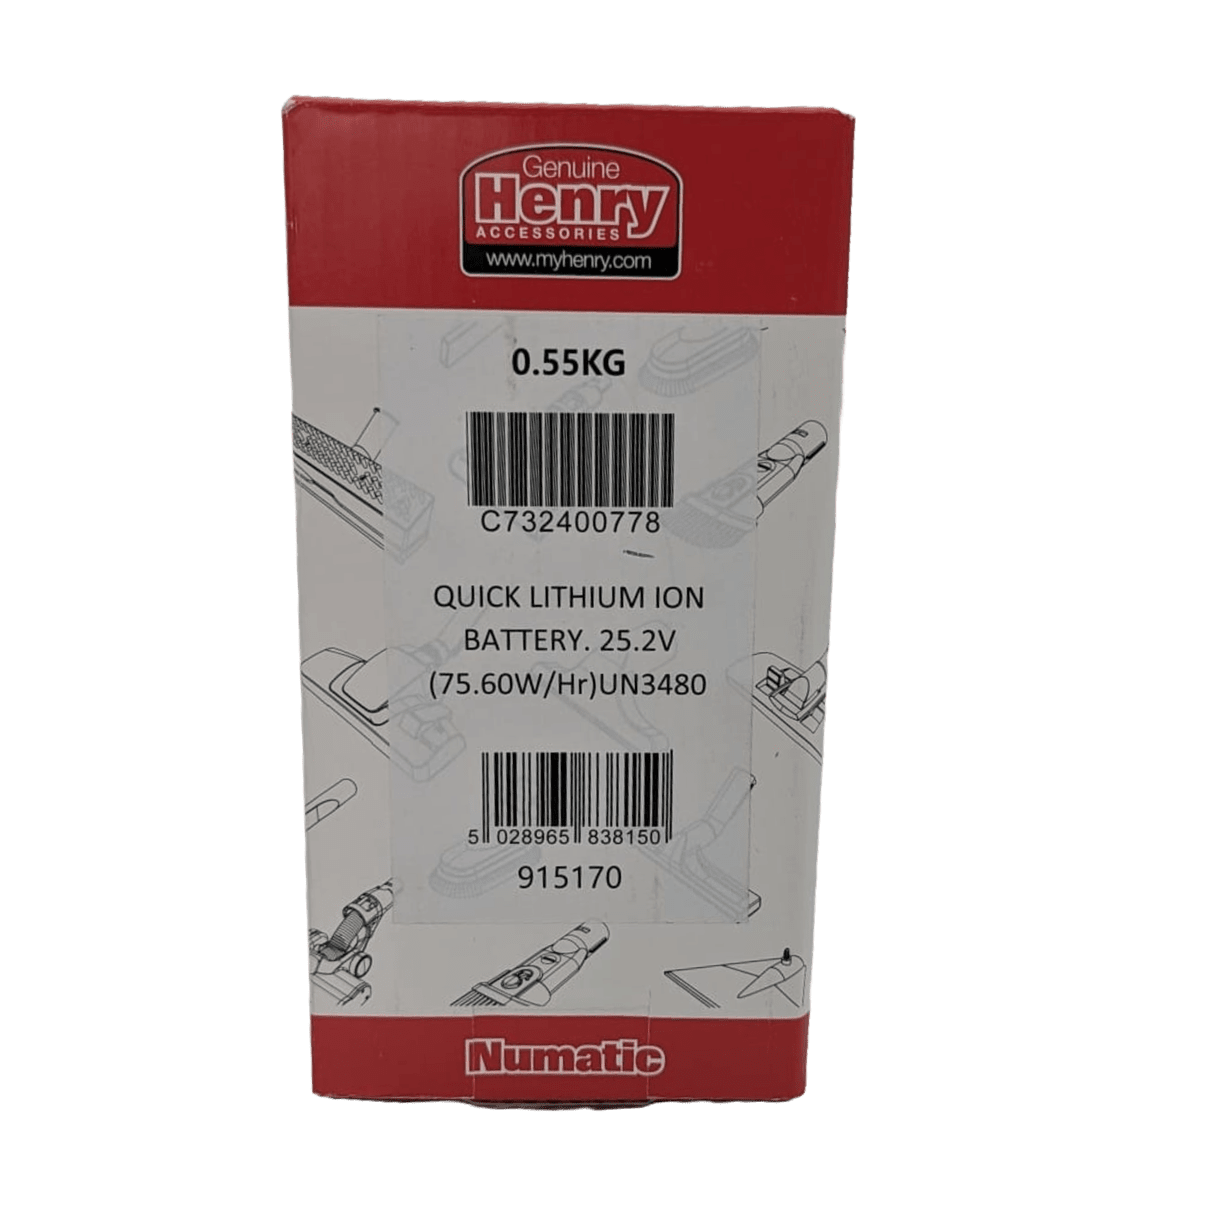 Genuine
Henry
ACCESSORIES
www.myhenry.com
0.55KG
C732400778
QUICK LITHIUM ION
BATTERY. 25.2V
(75.60W/Hr)UN3480
5 028965 838150
915170
Numatic